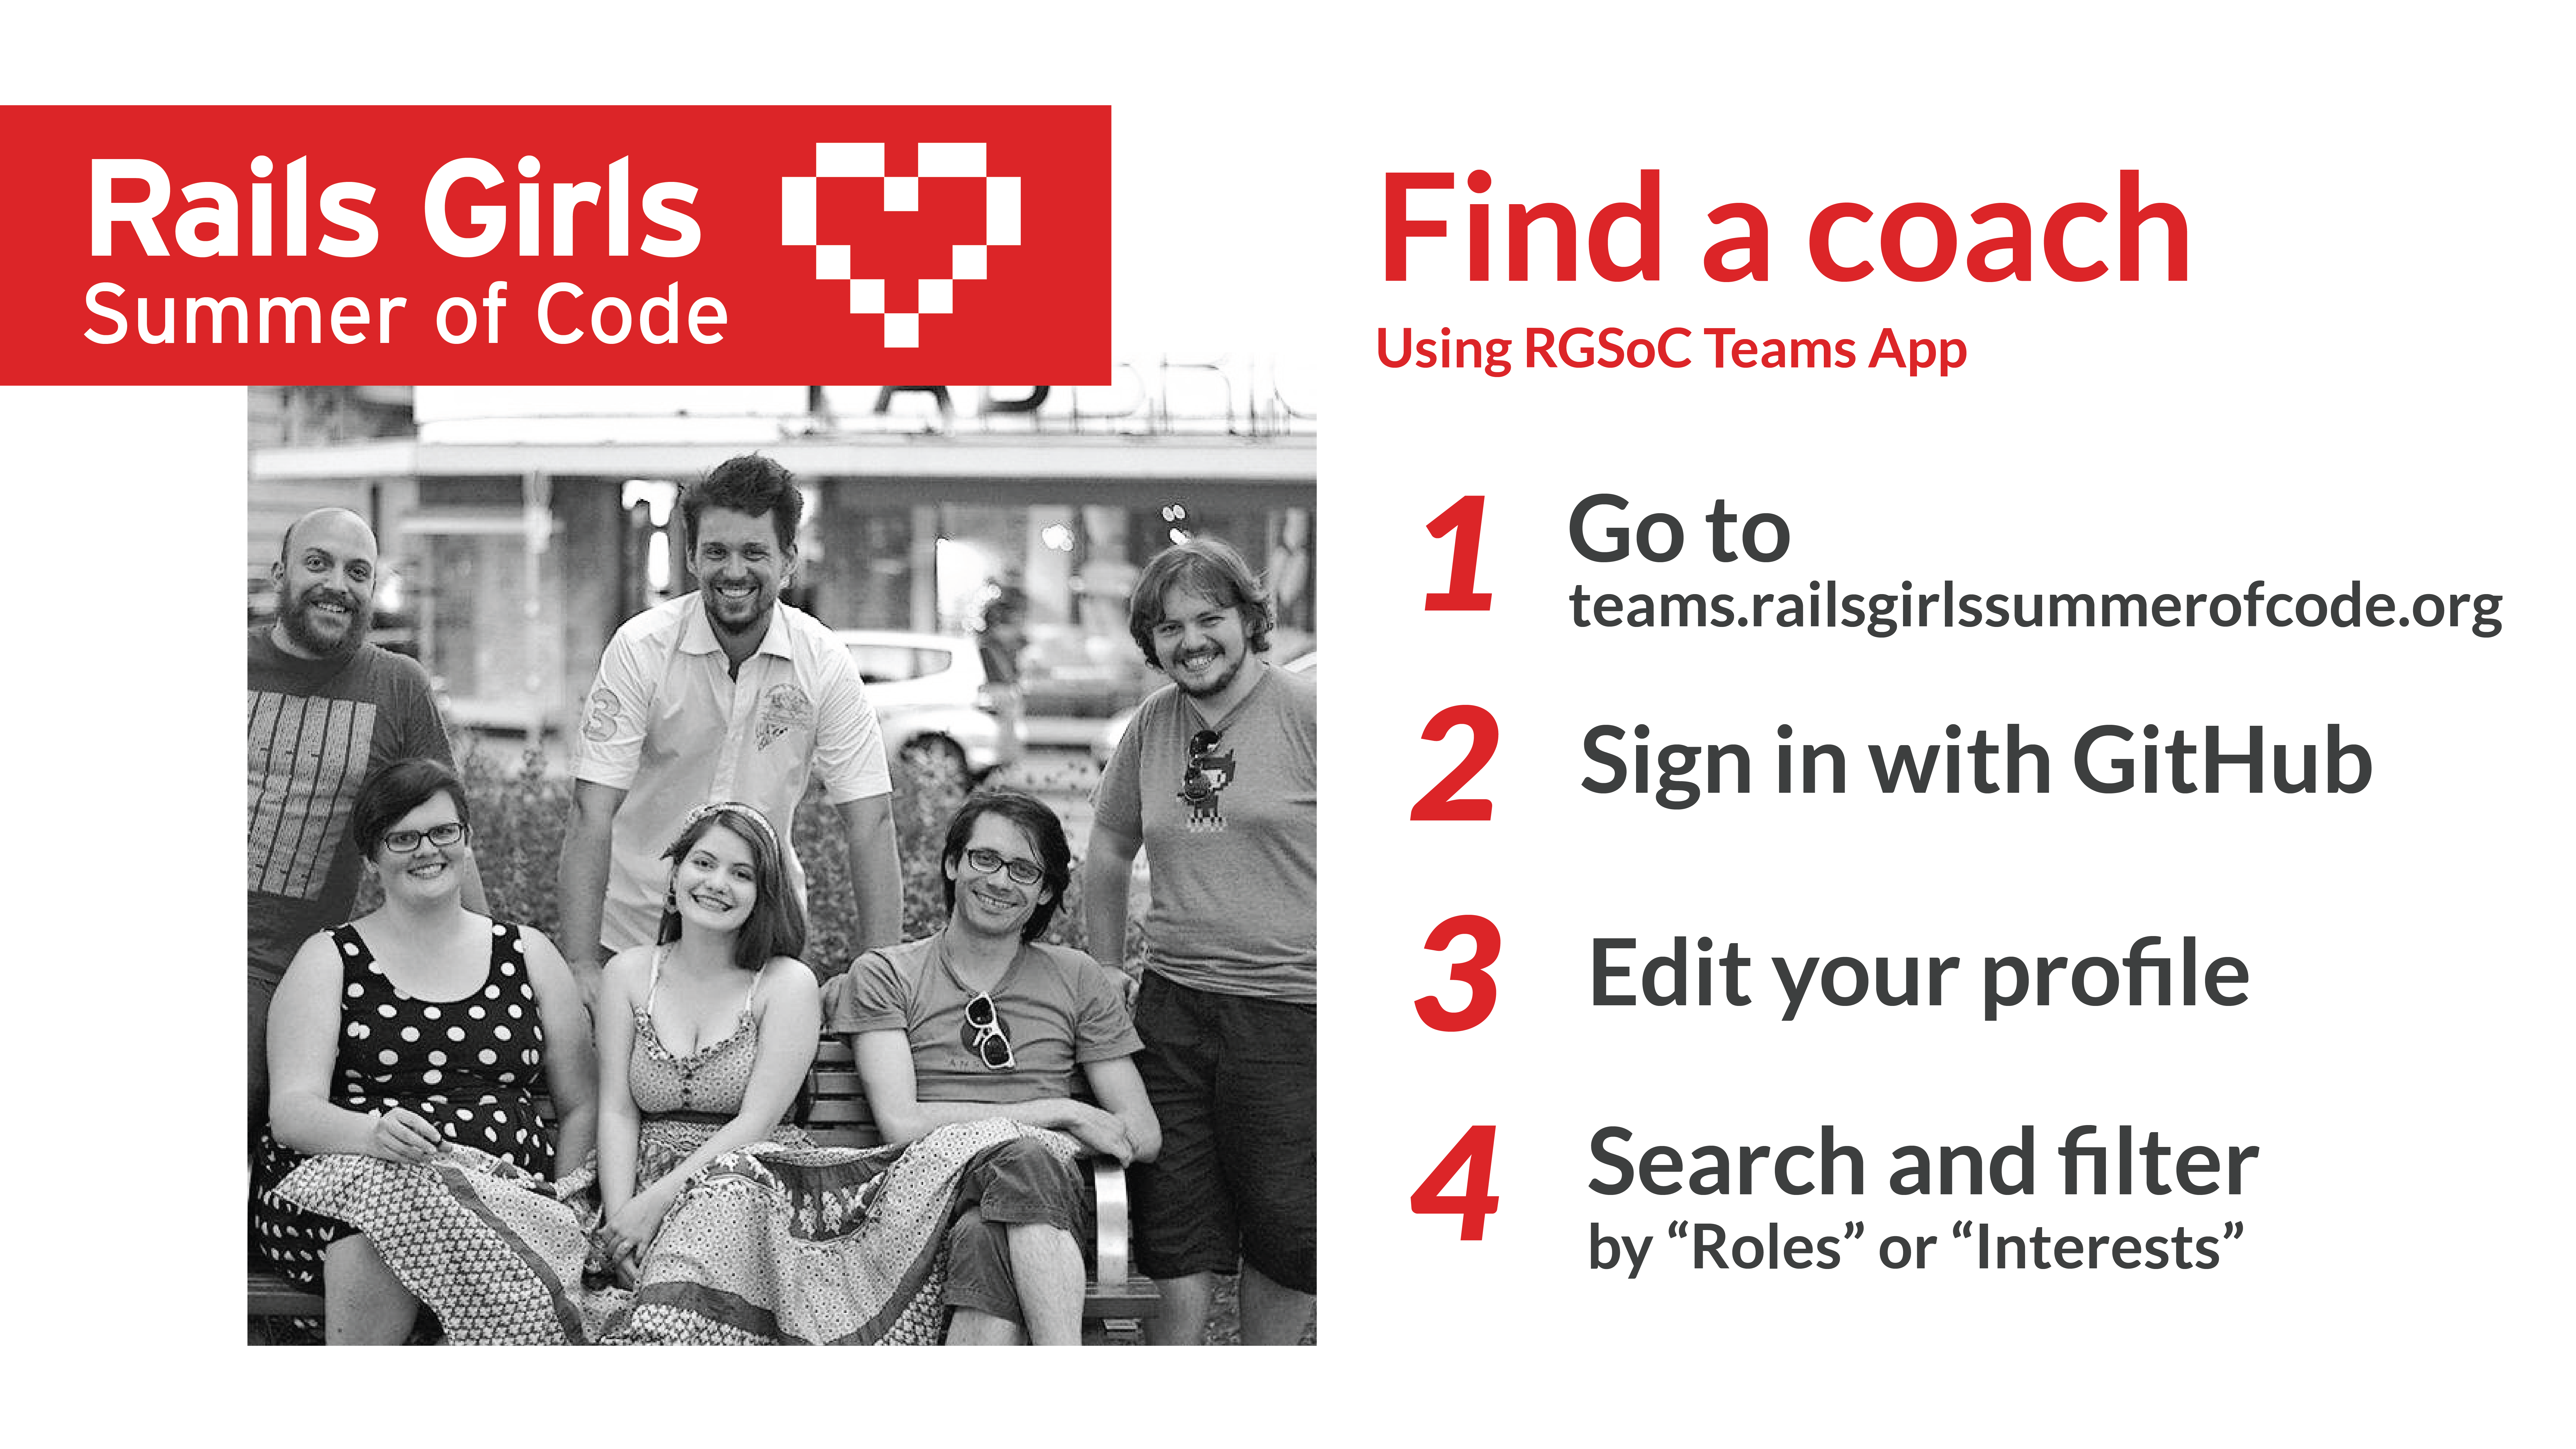 Rails Girls
Summer of Code
Find a coach
Using RGSoC Teams App
1
Go to
teams.railsgirlssummerofcode.org
2
Sign in with GitHub
3
Edit your profile
4
Search and filter
by “Roles” or “Interests”
3